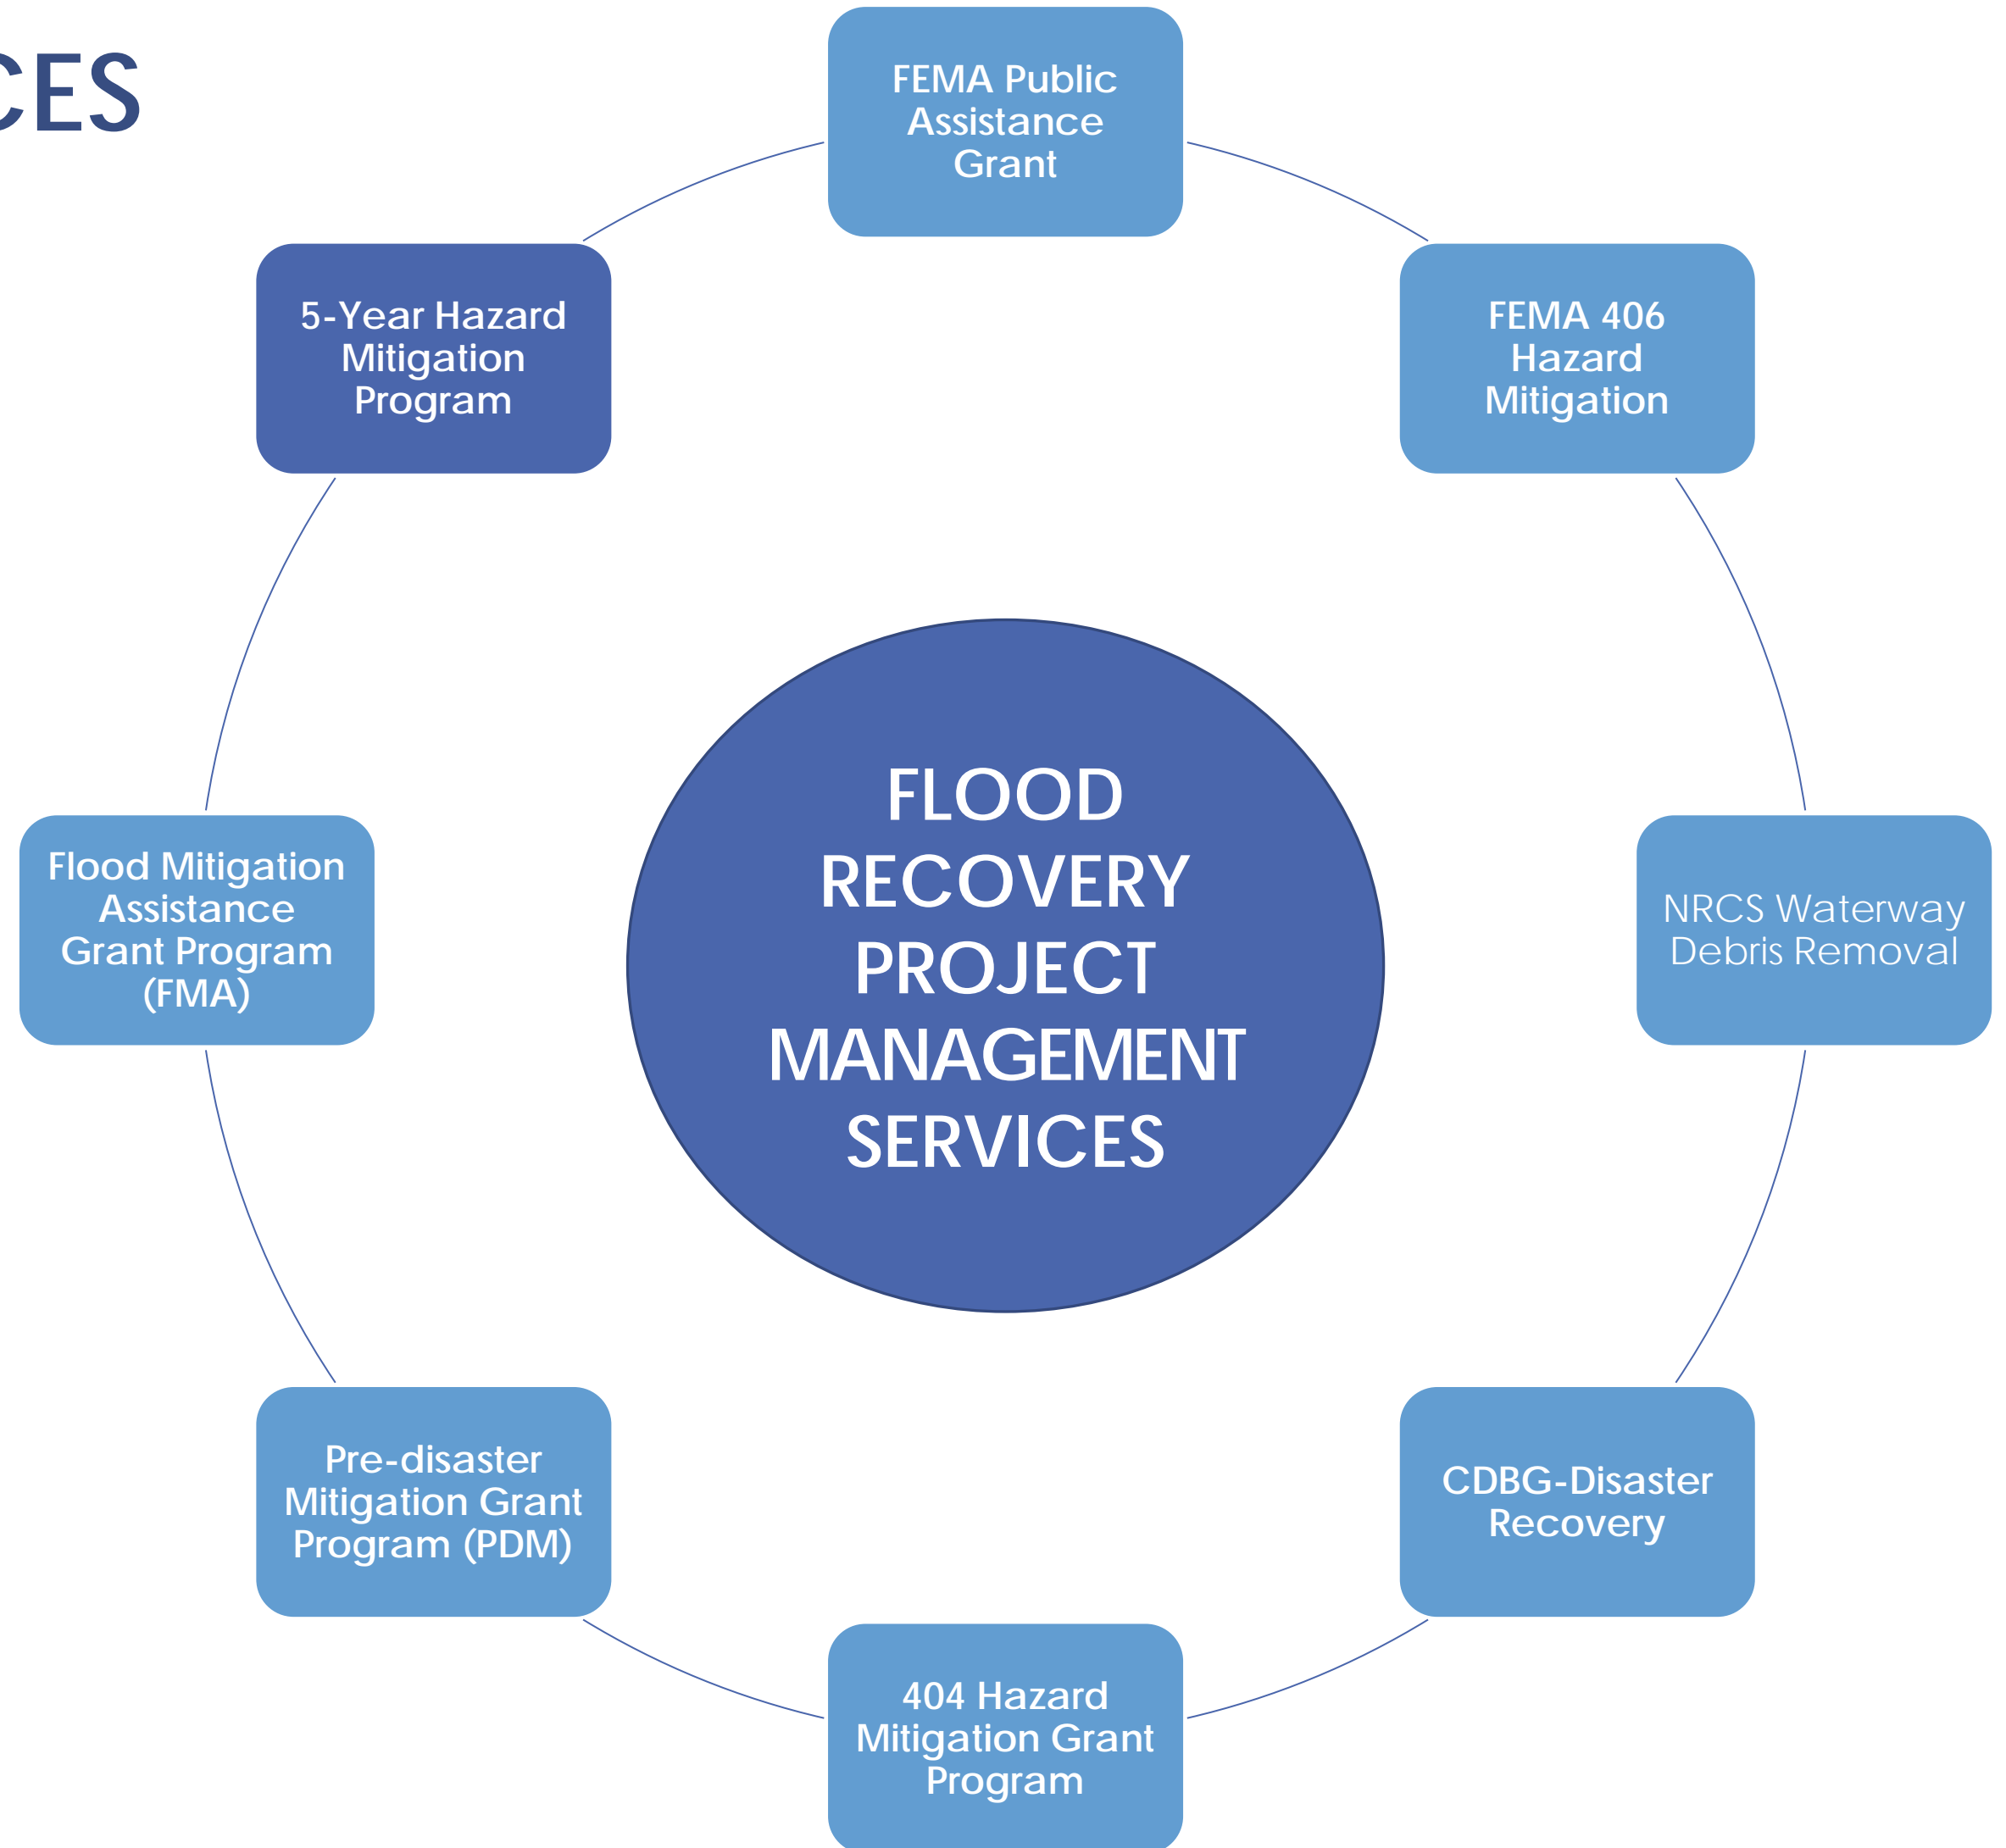 CES
FEMA Public
Assistance
Grant
FEMA 406
Hazard
Mitigation
NRCS Waterway
Debris Removal
CDBG-Disaster
Recovery
404 Hazard
Mitigation Grant
Program
Pre-disaster
Mitigation Grant
Program (PDM)
Flood Mitigation
Assistance
Grant Program
(FMA)
5-Year Hazard
Mitigation
Program
FLOOD
RECOVERY
PROJECT
MANAGEMENT
SERVICES